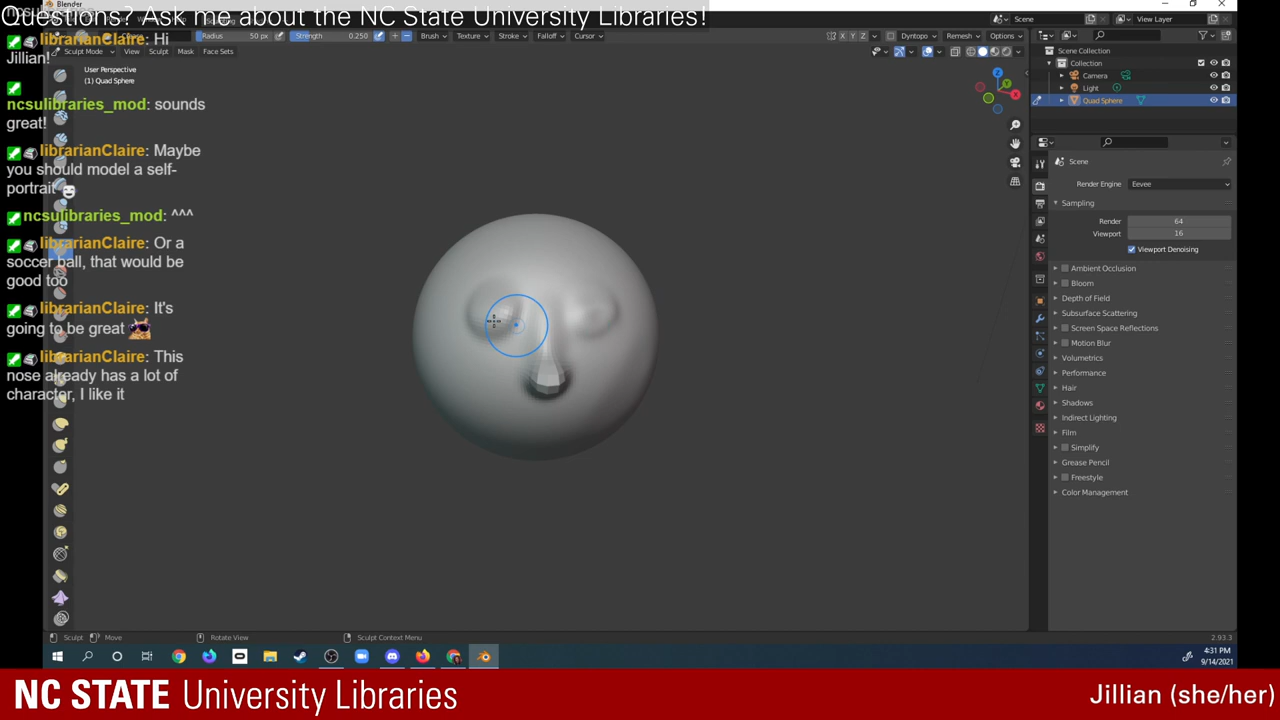 Blender
Questions? Ask me about the NC State University Libraries!
Radius 50 px Strength 0.250 Brush Texture Stroke Falloff Cursor X Y Z Dyntopo Remesh Options
Scene View Layer
Sculpt Mode View Sculpt Mask Face Sets
User Perspective
(1) Quad Sphere
librarianClaire: Hi
Jillian!
ncsulibraries_mod: sounds
great!
librarianClaire: Maybe
you should model a self-
portrait
ncsulibraries_mod: ^^^
librarianClaire: Or a
soccer ball, that would be
good too
librarianClaire: It's
going to be great
librarianClaire: This
nose already has a lot of
character, I like it
Z
Y
X
Scene Collection
Collection
Camera
Light
Quad Sphere
Scene
Render Engine Eevee
Sampling
Render 64
Viewport 16
Viewport Denoising
Ambient Occlusion
Bloom
Depth of Field
Subsurface Scattering
Screen Space Reflections
Motion Blur
Volumetrics
Performance
Hair
Shadows
Indirect Lighting
Film
Simplify
Grease Pencil
Freestyle
Color Management
Sculpt Move Rotate View Sculpt Context Menu 2.93.3
4:31 PM
9/14/2021
NC STATE University Libraries
Jillian (she/her)